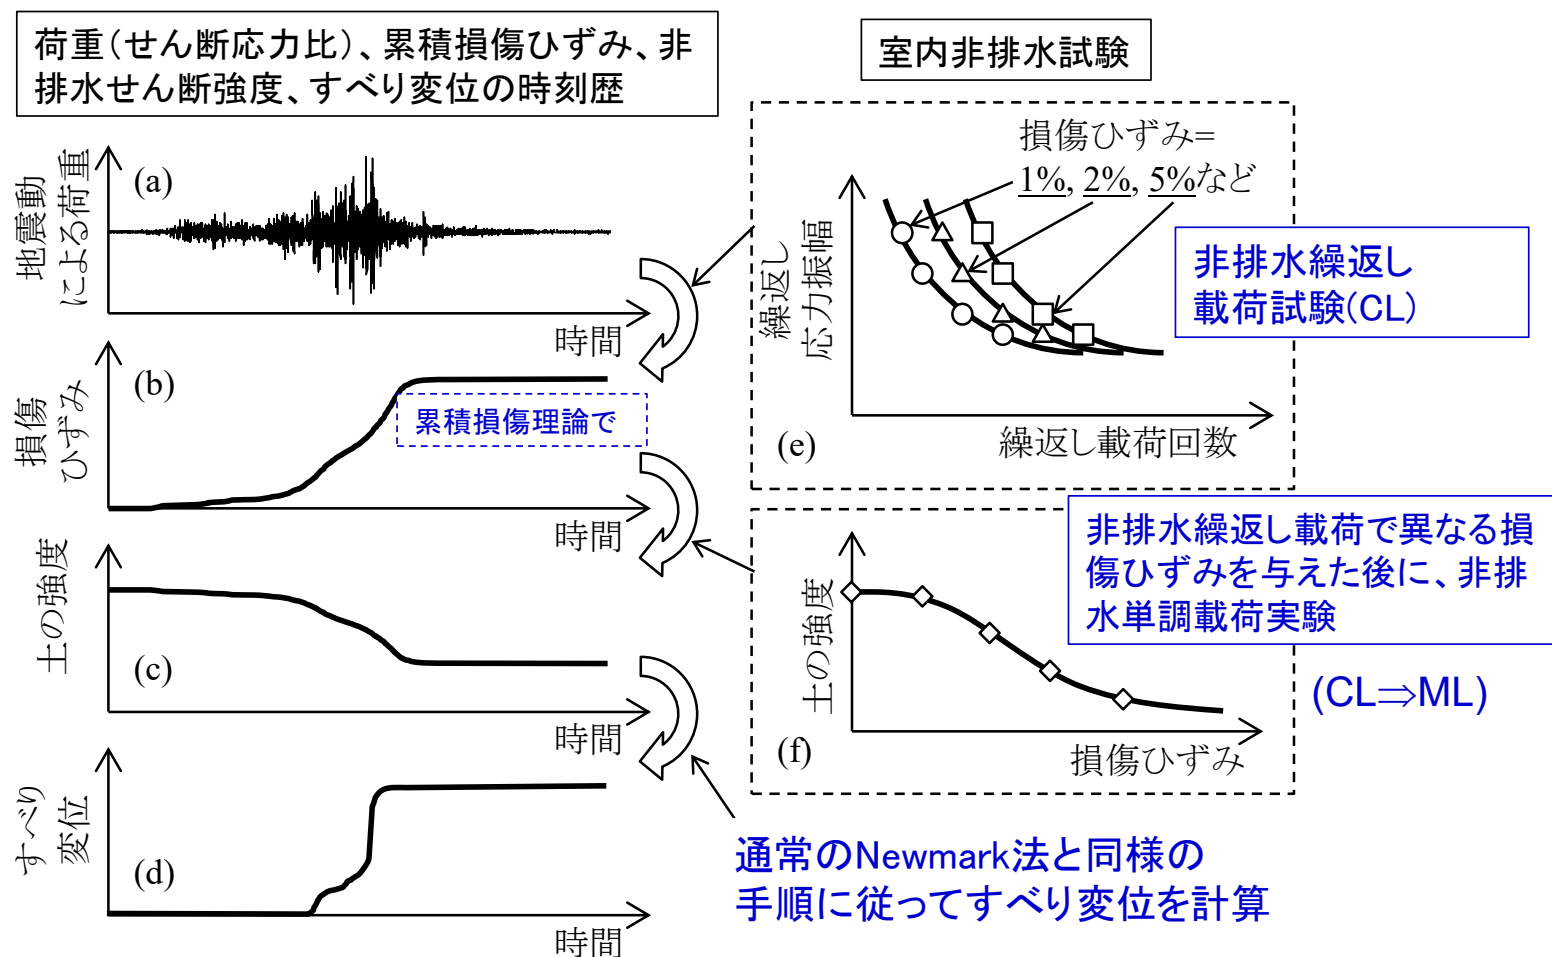 荷重(せん断応力比)、累積損傷ひずみ、非
排水せん断強度、すべり変位の時刻歴
地震動
による荷重
(a)
時間
損傷
ひずみ
(b)
累積損傷理論で
時間
土の強度
(c)
時間
すべり
変位
(d)
時間
室内非排水試験
損傷ひずみ=
1%, 2%, 5%など
繰返し
応力振幅
(e)
繰返し載荷回数
非排水繰返し
載荷試験(CL)
土の強度
(f)
損傷ひずみ
非排水繰返し載荷で異なる損
傷ひずみを与えた後に、非排
水単調載荷実験
(CL⇒ML)
通常のNewmark法と同様の
手順に従ってすべり変位を計算